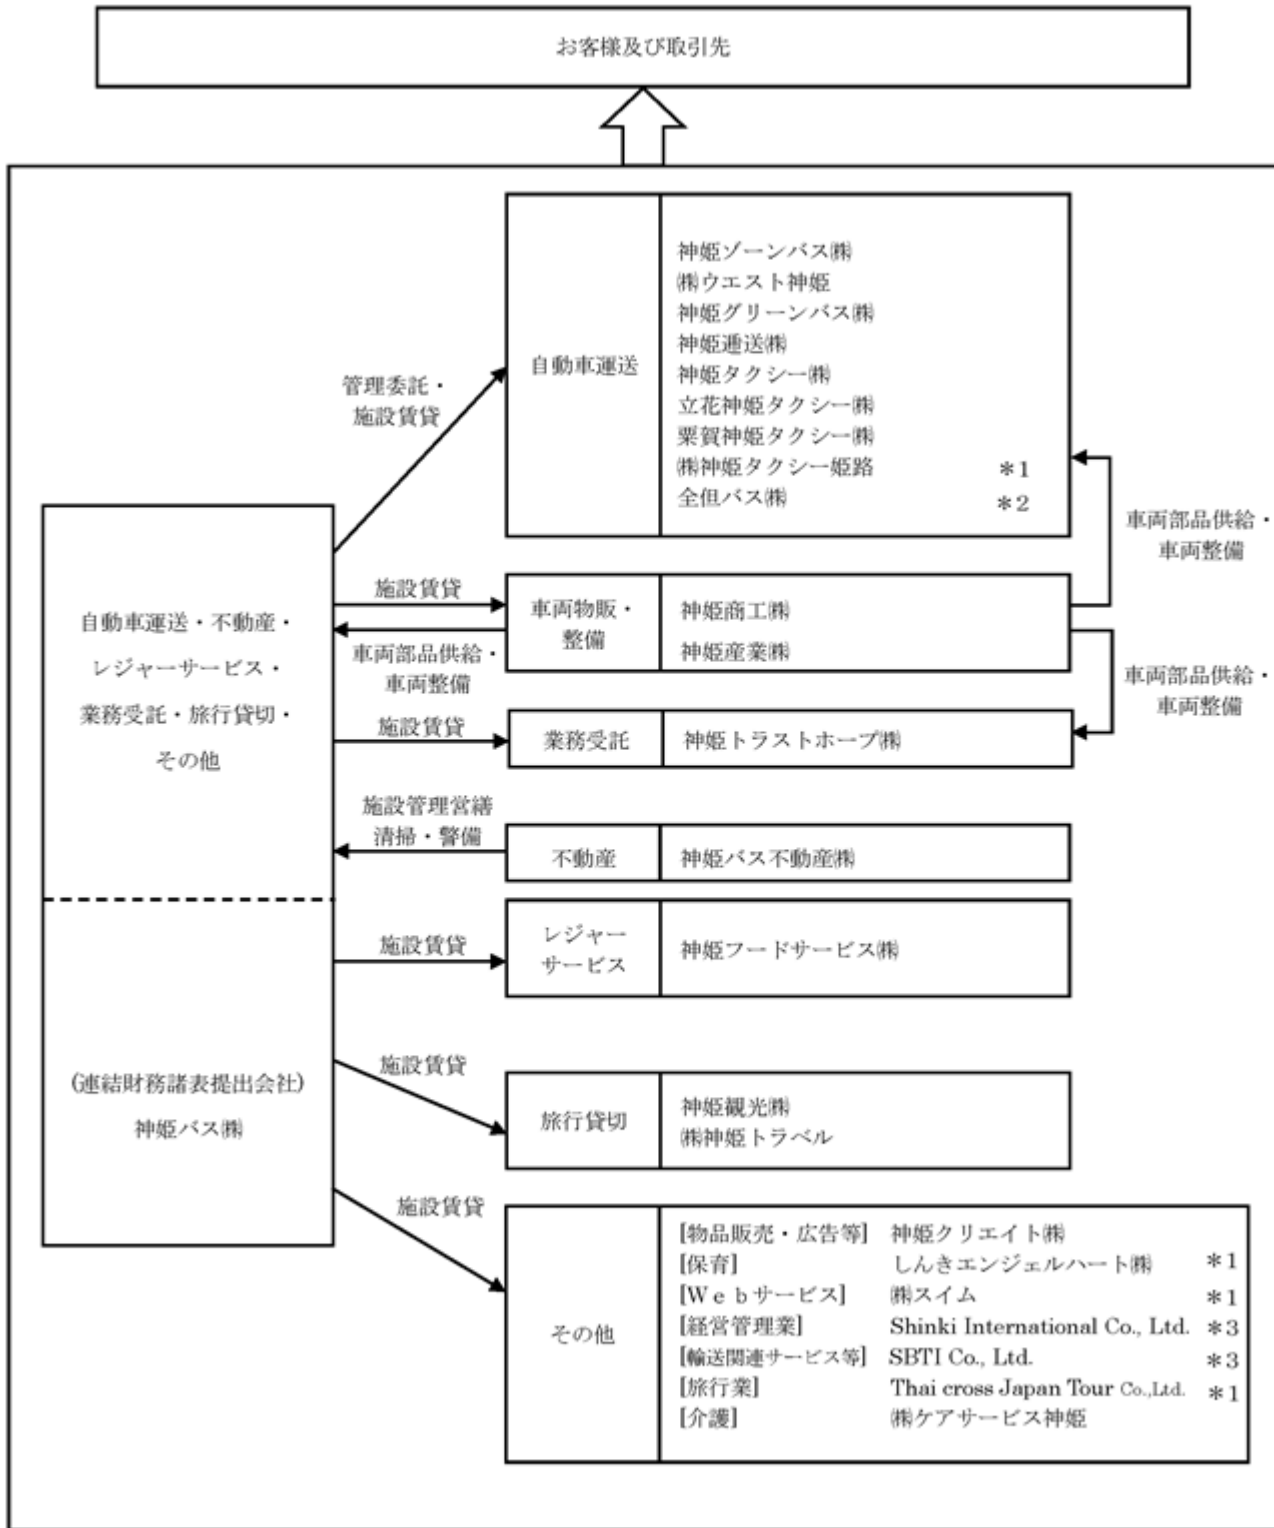 お客様及び取引先
自動車運送
神姫ゾーンバス㈱
㈱ウエスト神姫
神姫グリーンバス㈱
神姫逓送㈱
神姫タクシー㈱
立花神姫タクシー㈱
粟賀神姫タクシー㈱
㈱神姫タクシー姫路 ＊1
全但バス㈱ ＊2
管理委託・
施設賃貸
車両部品供給・
車両整備
自動車運送・不動産・
レジャーサービス・
業務受託・旅行貸切・
その他
(連結財務諸表提出会社)
神姫バス㈱
施設賃貸
車両部品供給・
車両整備
車両物販・
整備
神姫商工㈱
神姫産業㈱
車両部品供給・
車両整備
施設賃貸
業務受託
神姫トラストホープ㈱
施設管理営繕
清掃・警備
不動産
神姫バス不動産㈱
施設賃貸
レジャー
サービス
神姫フードサービス㈱
施設賃貸
旅行貸切
神姫観光㈱
㈱神姫トラベル
施設賃貸
その他
[物品販売・広告等] 神姫クリエイト㈱
[保育] しんきエンジェルハート㈱ ＊1
[Ｗｅｂサービス] ㈱スイム ＊1
[経営管理業] Shinki International Co., Ltd. ＊3
[輸送関連サービス等] SBTI Co., Ltd. ＊3
[旅行業] Thai cross Japan Tour Co.,Ltd. ＊1
[介護] ㈱ケアサービス神姫